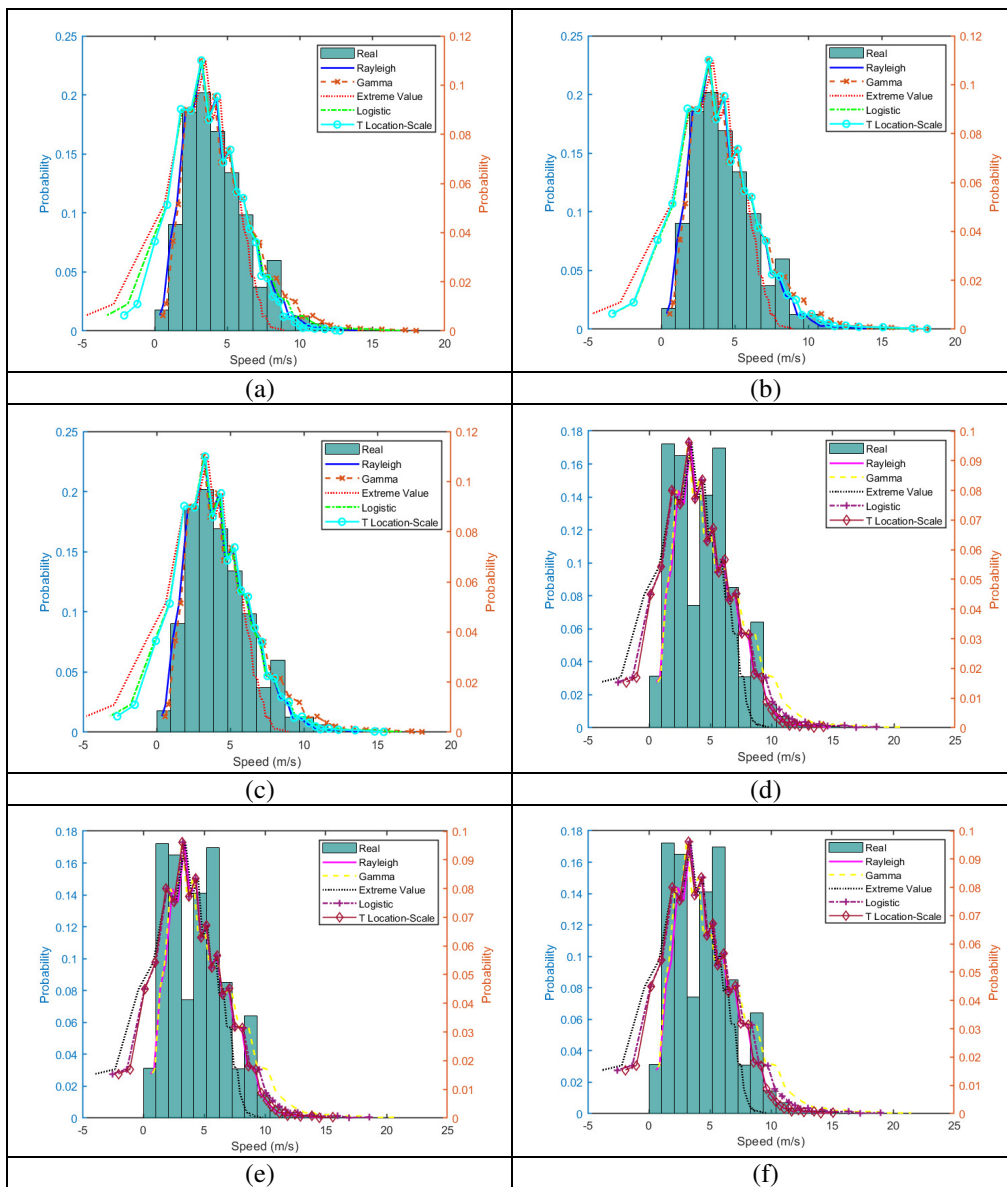 0.25
0.2
0.15
0.1
0.05
0
Probability
Real
Rayleigh
Gamma
Extreme Value
Logistic
T Location-Scale
0.12
0.1
0.08
0.06
0.04
0.02
0
Probability
-5 0 5 10 15 20
Speed (m/s)
(a)
0.25
0.2
0.15
0.1
0.05
0
Probability
Real
Rayleigh
Gamma
Extreme Value
Logistic
T Location-Scale
0.12
0.1
0.08
0.06
0.04
0.02
0
Probability
-5 0 5 10 15 20
Speed (m/s)
(b)
0.25
0.2
0.15
0.1
0.05
0
Probability
Real
Rayleigh
Gamma
Extreme Value
Logistic
T Location-Scale
0.12
0.1
0.08
0.06
0.04
0.02
0
Probability
-5 0 5 10 15 20
Speed (m/s)
(c)
0.18
0.16
0.14
0.12
0.1
0.08
0.06
0.04
0.02
0
Probability
Real
Rayleigh
Gamma
Extreme Value
Logistic
T Location-Scale
0.1
0.09
0.08
0.07
0.06
0.05
0.04
0.03
0.02
0.01
0
Probability
-5 0 5 10 15 20 25
Speed (m/s)
(d)
0.18
0.16
0.14
0.12
0.1
0.08
0.06
0.04
0.02
0
Probability
Real
Rayleigh
Gamma
Extreme Value
Logistic
T Location-Scale
0.1
0.09
0.08
0.07
0.06
0.05
0.04
0.03
0.02
0.01
0
Probability
-5 0 5 10 15 20 25
Speed (m/s)
(e)
0.18
0.16
0.14
0.12
0.1
0.08
0.06
0.04
0.02
0
Probability
Real
Rayleigh
Gamma
Extreme Value
Logistic
T Location-Scale
0.1
0.09
0.08
0.07
0.06
0.05
0.04
0.03
0.02
0.01
0
Probability
-5 0 5 10 15 20 25
Speed (m/s)
(f)